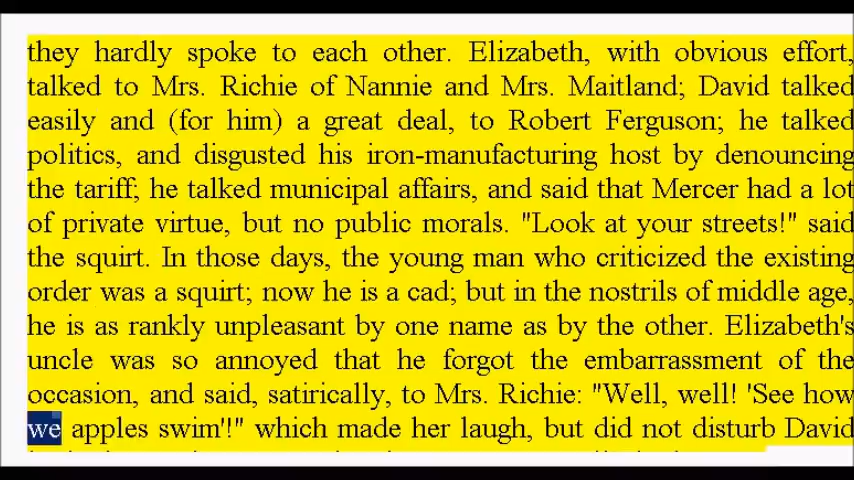 they hardly spoke to each other. Elizabeth, with obvious effort,
talked to Mrs. Richie of Nannie and Mrs. Maitland; David talked
easily and (for him) a great deal, to Robert Ferguson; he talked
politics, and disgusted his iron-manufacturing host by denouncing
the tariff; he talked municipal affairs, and said that Mercer had a lot
of private virtue, but no public morals. "Look at your streets!" said
the squirt. In those days, the young man who criticized the existing
order was a squirt; now he is a cad; but in the nostrils of middle age,
he is as rankly unpleasant by one name as by the other. Elizabeth's
uncle was so annoyed that he forgot the embarrassment of the
occasion, and said, satirically, to Mrs. Richie: "Well, well! 'See how
we apples swim'!" which made her laugh, but did not disturb David